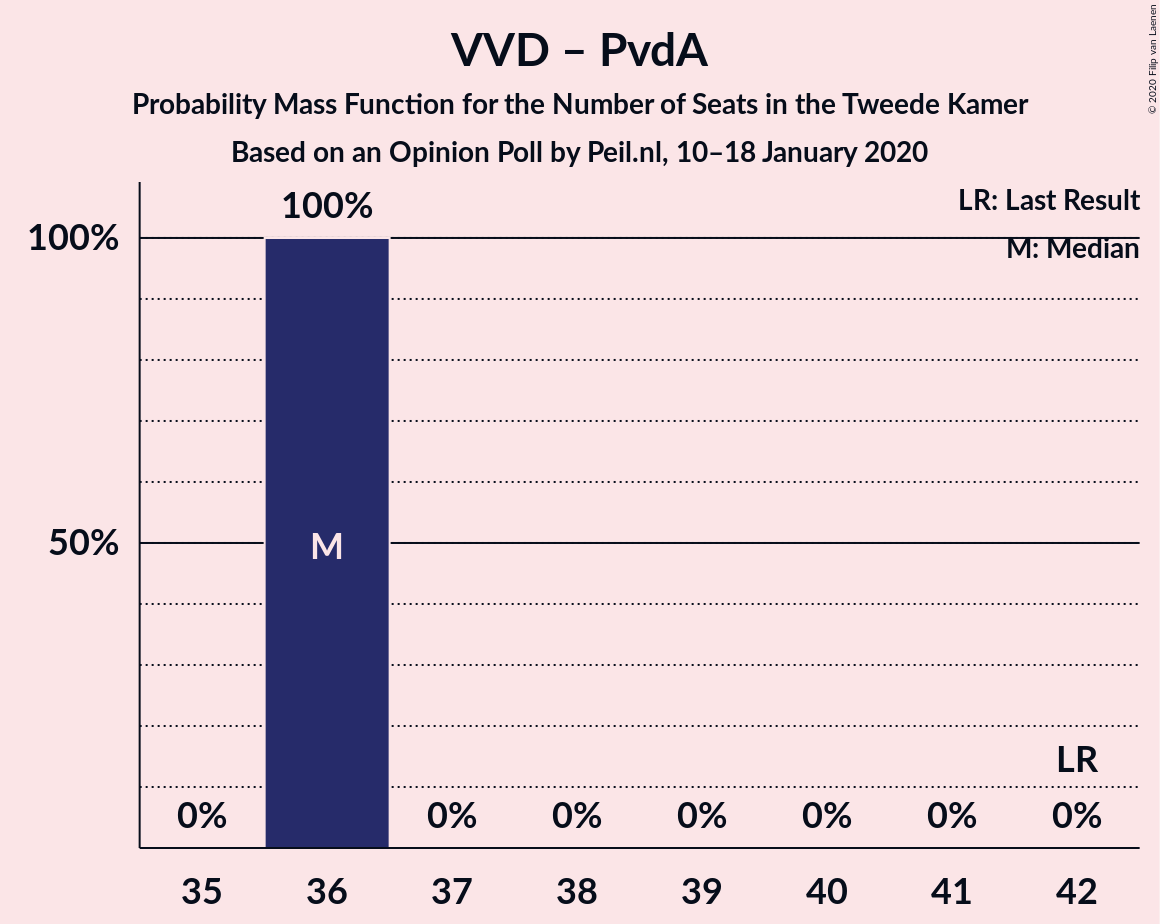 VVD – PvdA
Probability Mass Function for the Number of Seats in the Tweede Kamer
Based on an Opinion Poll by Peil.nl, 10–18 January 2020
© 2020 Filip van Laenen
LR: Last Result
M: Median
100%
100%
50%
M
LR
0%
0%
0%
0%
0%
0%
0%
35
36
37
38
39
40
41
42